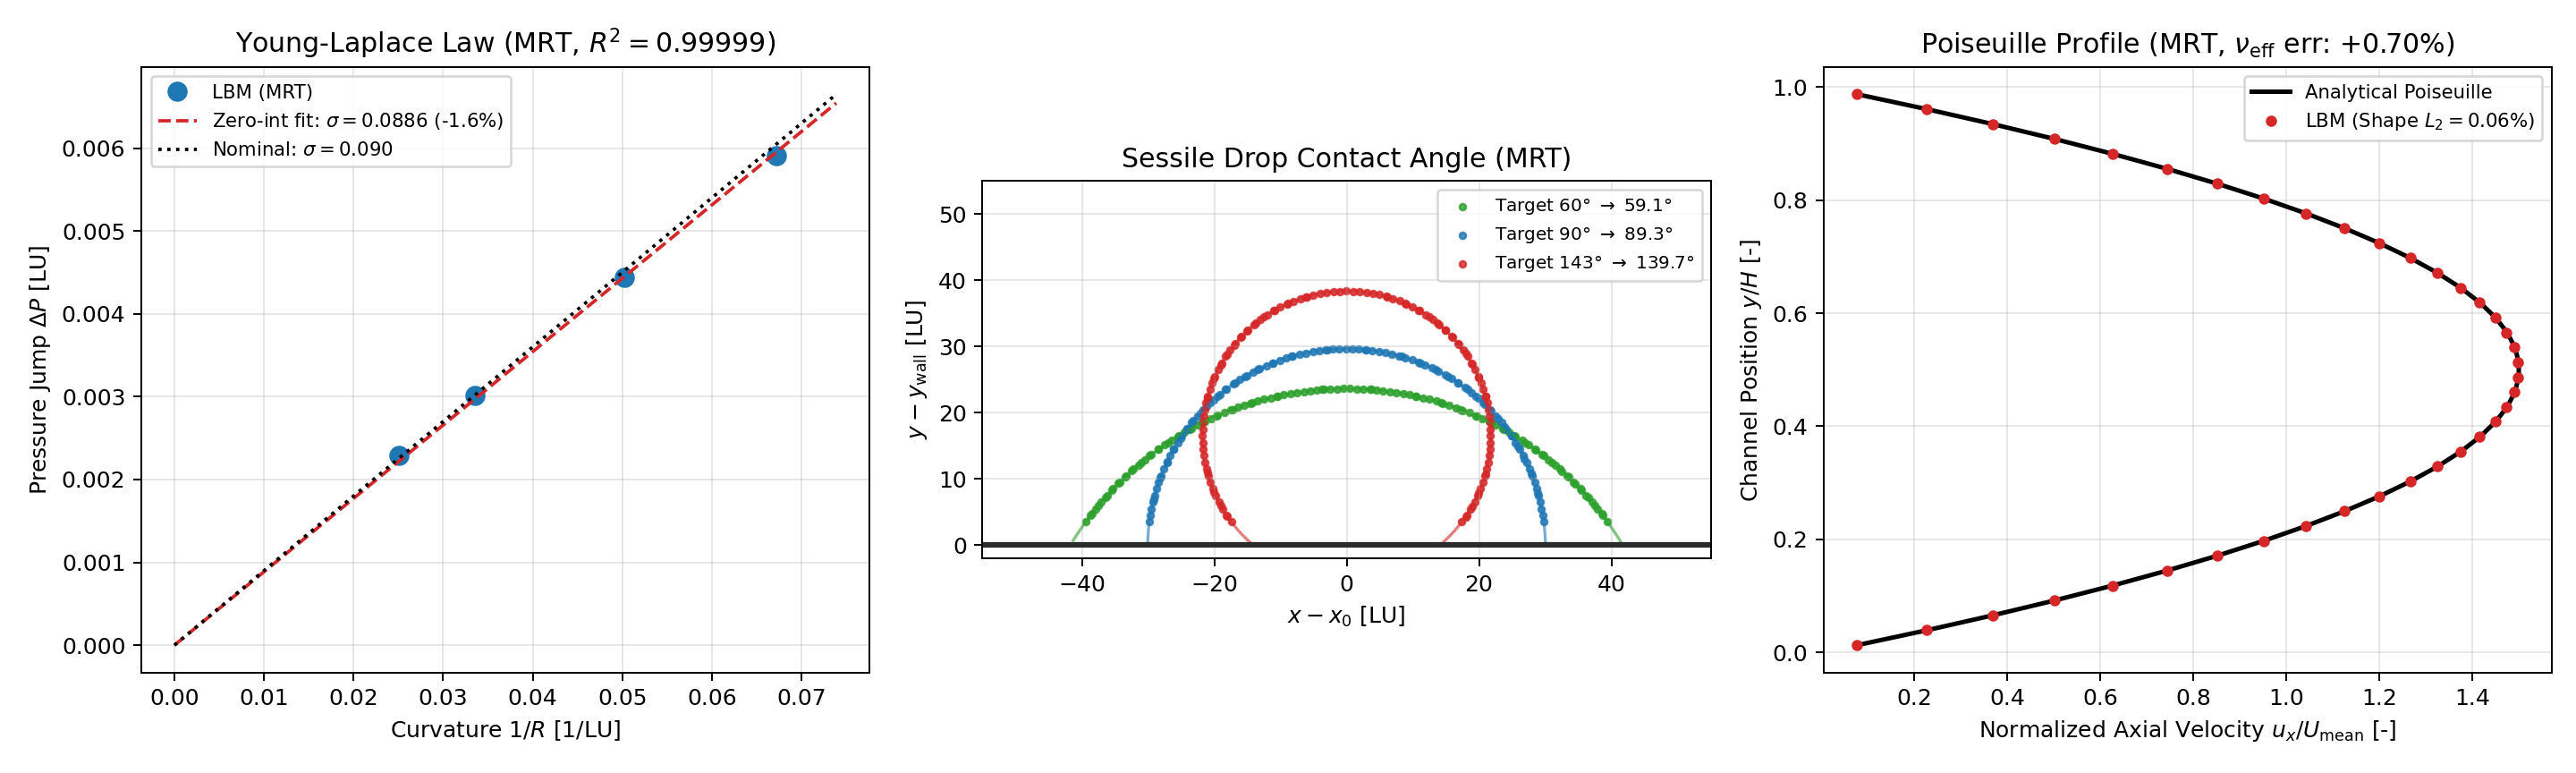 Young-Laplace Law (MRT, R² = 0.99999)
LBM (MRT)
Zero-int fit: σ = 0.0886 (-1.6%)
Nominal: σ = 0.090
Pressure Jump ΔP [LU]
0.006
0.005
0.004
0.003
0.002
0.001
0.000
0.00 0.01 0.02 0.03 0.04 0.05 0.06 0.07
Curvature 1/R [1/LU]
Sessile Drop Contact Angle (MRT)
Target 60° → 59.1°
Target 90° → 89.3°
Target 143° → 139.7°
y − y_wall [LU]
50
40
30
20
10
0
−40 −20 0 20 40
x − x₀ [LU]
Poiseuille Profile (MRT, ν_eff err: +0.70%)
Analytical Poiseuille
LBM (Shape L₂ = 0.06%)
Channel Position y/H [-]
1.0
0.8
0.6
0.4
0.2
0.0
0.2 0.4 0.6 0.8 1.0 1.2 1.4
Normalized Axial Velocity u_x/U_mean [-]